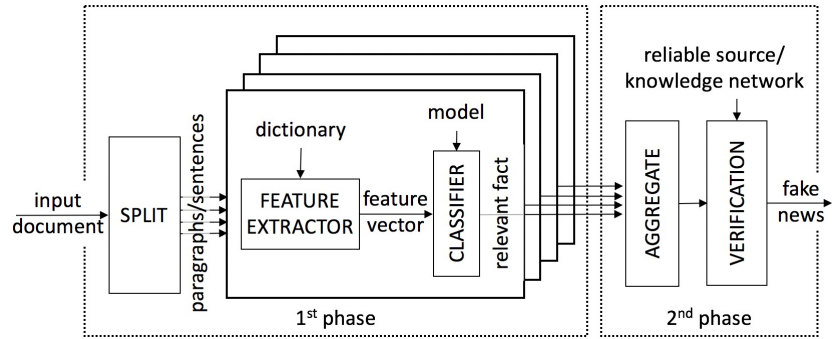 input
document
SPLIT
paragraphs/sentences
dictionary
FEATURE
EXTRACTOR
feature
vector
model
CLASSIFIER
relevant fact
1st phase
reliable source/
knowledge network
AGGREGATE
VERIFICATION
fake
news
2nd phase